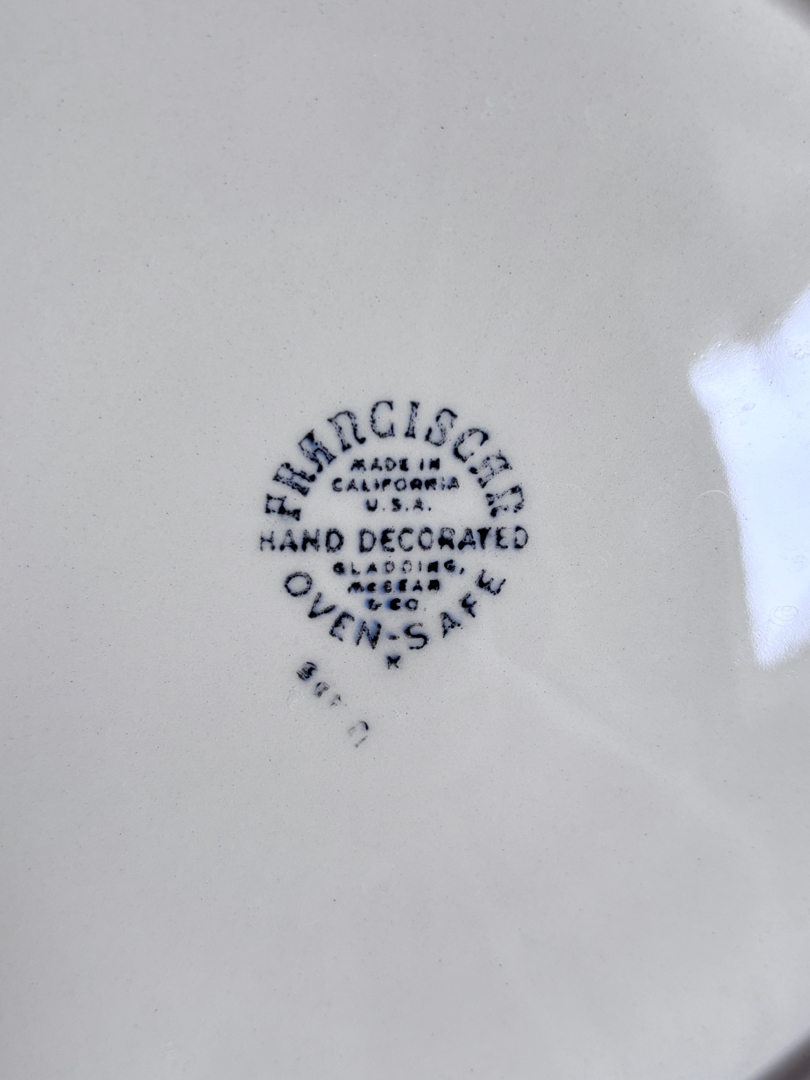 FRANCISCAN
MADE IN
CALIFORNIA
U.S.A.
HAND DECORATED
GLADDING,
McBEAN
& CO.
OVEN-SAFE